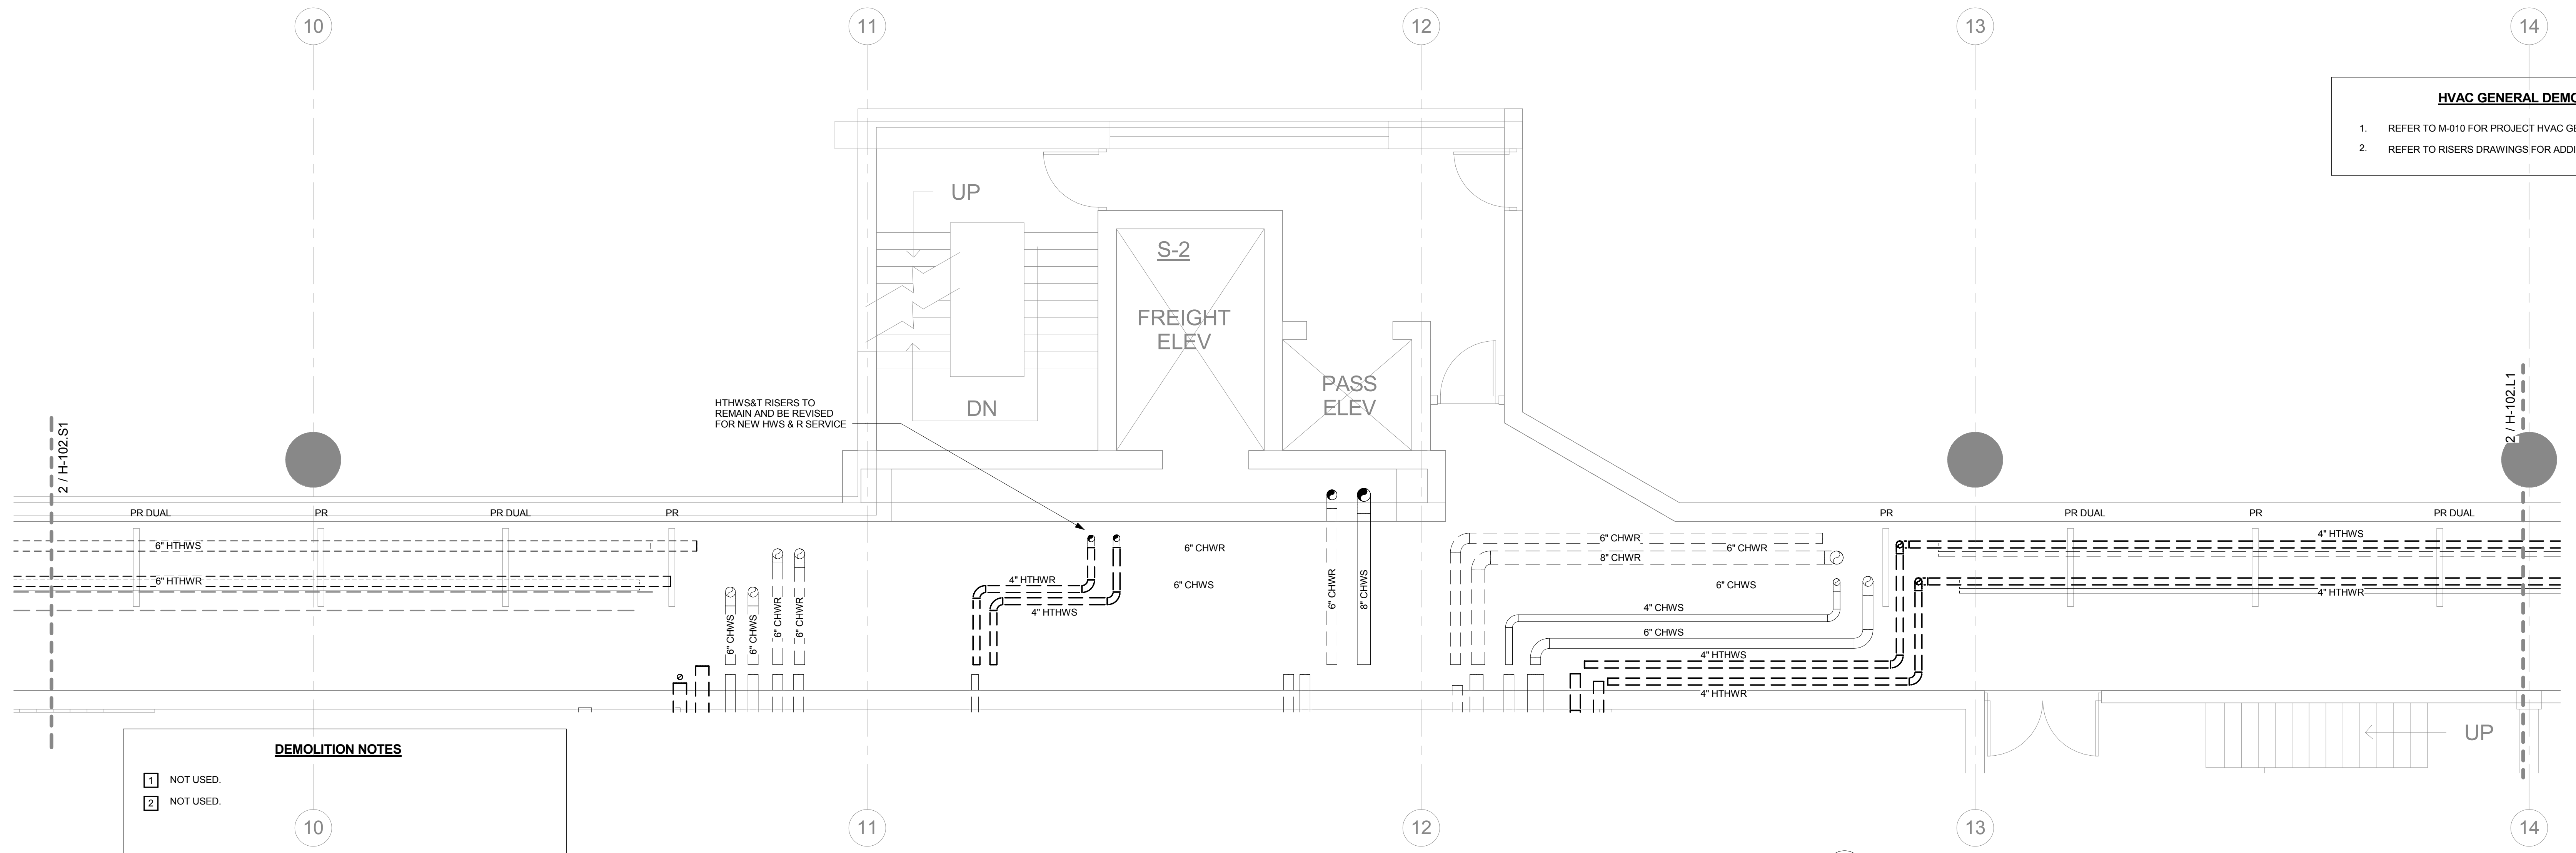 10
11
12
13
14
HVAC GENERAL DEMO
1. REFER TO M-010 FOR PROJECT HVAC GE
2. REFER TO RISERS DRAWINGS FOR ADDI
UP
S-2
FREIGHT
ELEV
PASS
ELEV
DN
HTHWS&T RISERS TO
REMAIN AND BE REVISED
FOR NEW HWS & R SERVICE
2 / H-102.S1
2 / H-102.L1
PR DUAL
PR
PR DUAL
PR
PR
PR DUAL
PR
PR DUAL
6" HTHWS
6" HTHWR
6" CHWS
6" CHWS
6" CHWR
6" CHWR
4" HTHWR
4" HTHWS
6" CHWR
6" CHWS
6" CHWR
8" CHWS
6" CHWR
8" CHWR
6" CHWR
6" CHWS
4" CHWS
6" CHWS
4" HTHWS
4" HTHWR
4" HTHWS
4" HTHWR
UP
DEMOLITION NOTES
1 NOT USED.
2 NOT USED.
10
11
12
13
14